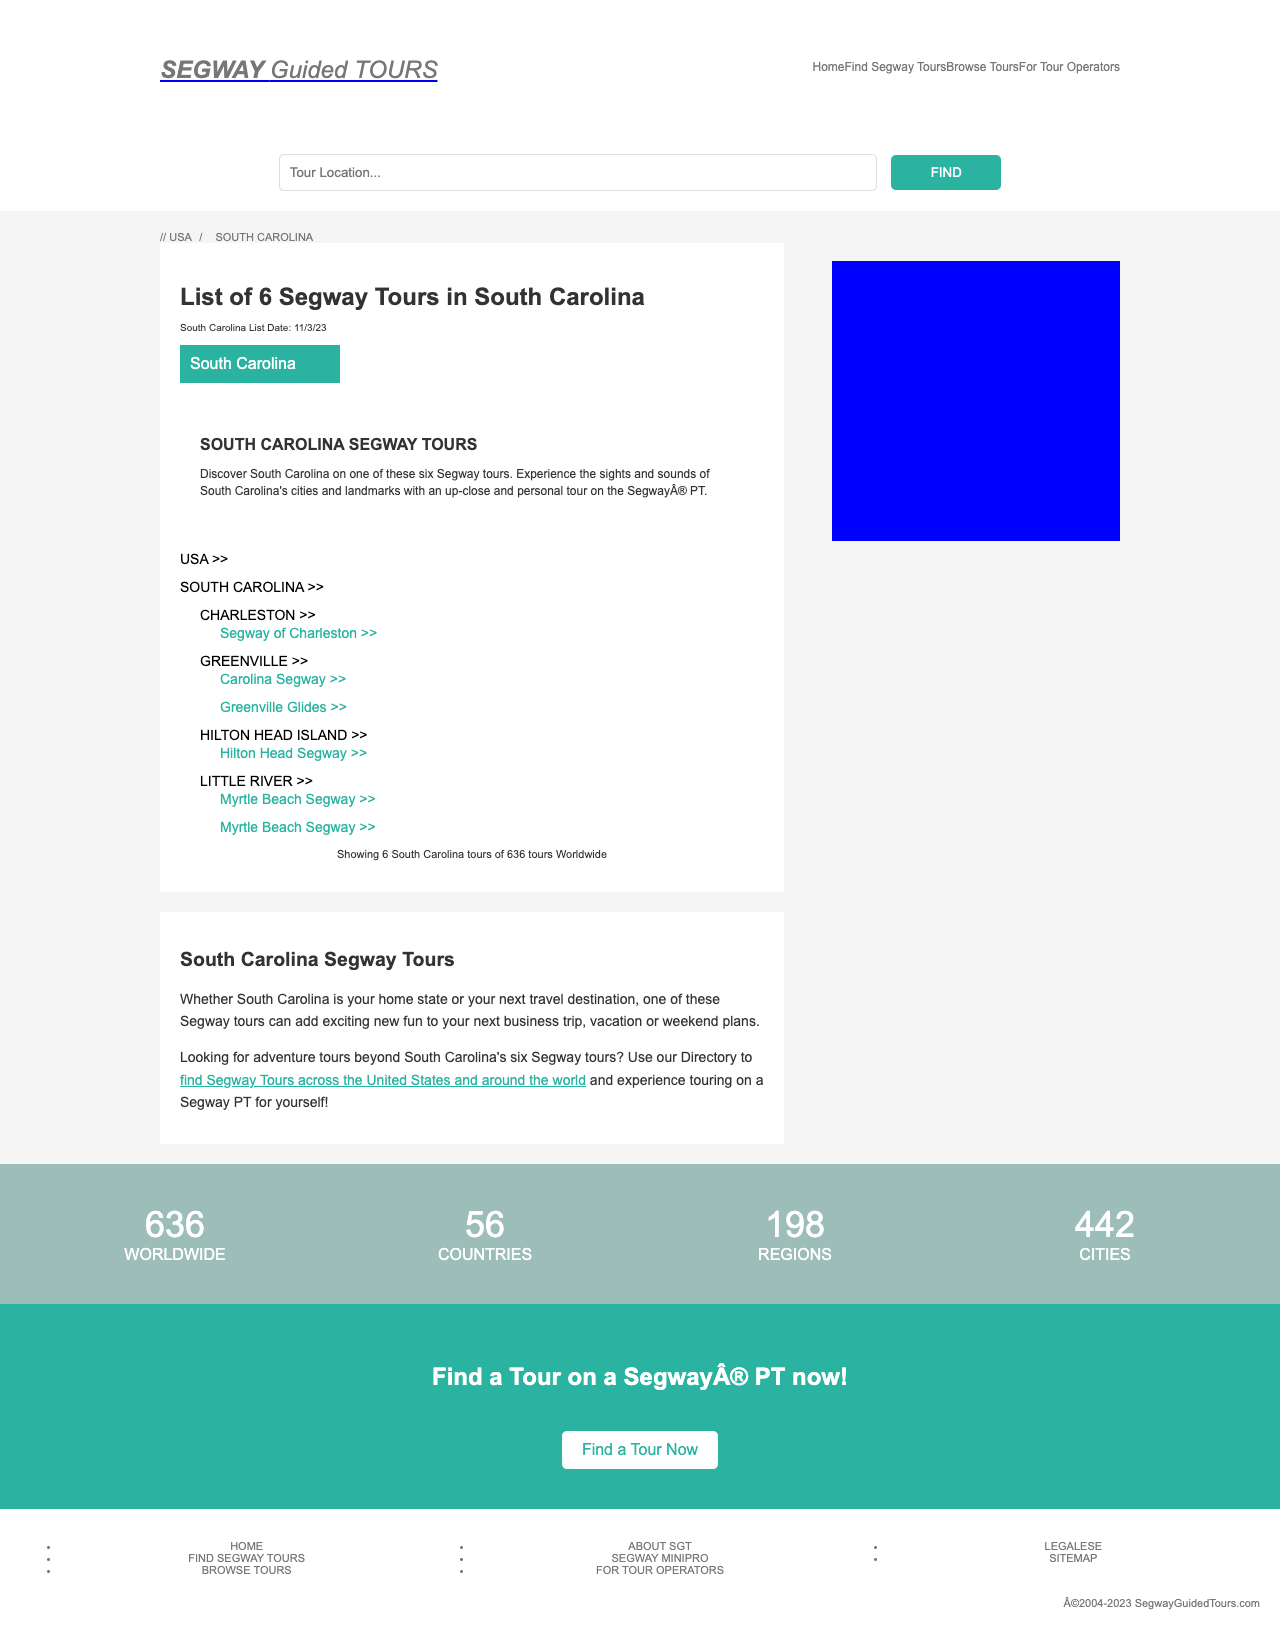 SEGWAY Guided TOURS
HomeFind Segway ToursBrowse ToursFor Tour Operators
Tour Location...
FIND
// USA / SOUTH CAROLINA
List of 6 Segway Tours in South Carolina
South Carolina List Date: 11/3/23
South Carolina
SOUTH CAROLINA SEGWAY TOURS
Discover South Carolina on one of these six Segway tours. Experience the sights and sounds of
South Carolina's cities and landmarks with an up-close and personal tour on the SegwayÂ® PT.
USA >>
SOUTH CAROLINA >>
CHARLESTON >>
Segway of Charleston >>
GREENVILLE >>
Carolina Segway >>
Greenville Glides >>
HILTON HEAD ISLAND >>
Hilton Head Segway >>
LITTLE RIVER >>
Myrtle Beach Segway >>
Myrtle Beach Segway >>
Showing 6 South Carolina tours of 636 tours Worldwide
South Carolina Segway Tours
Whether South Carolina is your home state or your next travel destination, one of these
Segway tours can add exciting new fun to your next business trip, vacation or weekend plans.
Looking for adventure tours beyond South Carolina's six Segway tours? Use our Directory to
find Segway Tours across the United States and around the world and experience touring on a
Segway PT for yourself!
636
WORLDWIDE
56
COUNTRIES
198
REGIONS
442
CITIES
Find a Tour on a SegwayÂ® PT now!
Find a Tour Now
HOME
FIND SEGWAY TOURS
BROWSE TOURS
ABOUT SGT
SEGWAY MINIPRO
FOR TOUR OPERATORS
LEGALESE
SITEMAP
Â©2004-2023 SegwayGuidedTours.com